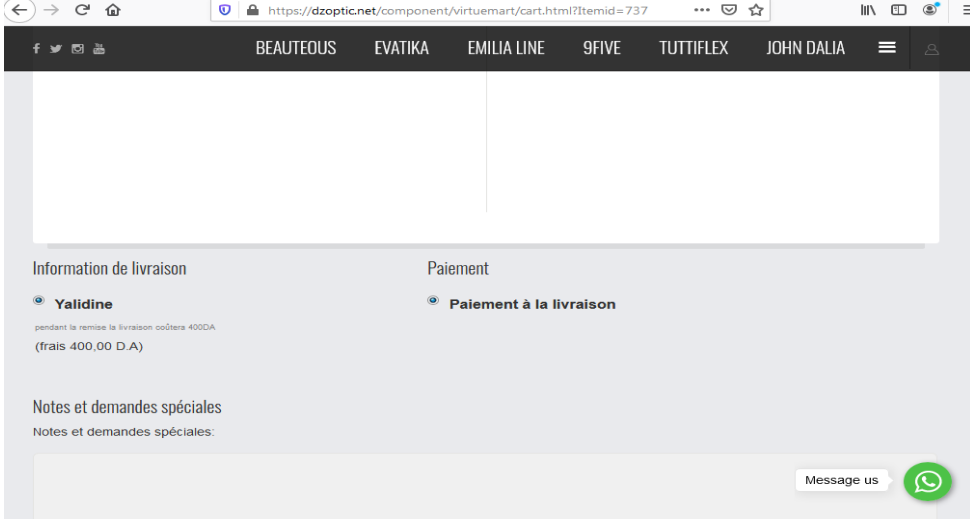 https://dzoptic.net/component/virtuemart/cart.html?Itemid=737
BEAUTEOUS EVATIKA EMILIA LINE 9FIVE TUTTIFLEX JOHN DALIA
Information de livraison
Paiement
Yalidine
Paiement à la livraison
pendant la remise la livraison coûtera 400DA
(frais 400,00 D.A)
Notes et demandes spéciales
Notes et demandes spéciales:
Message us